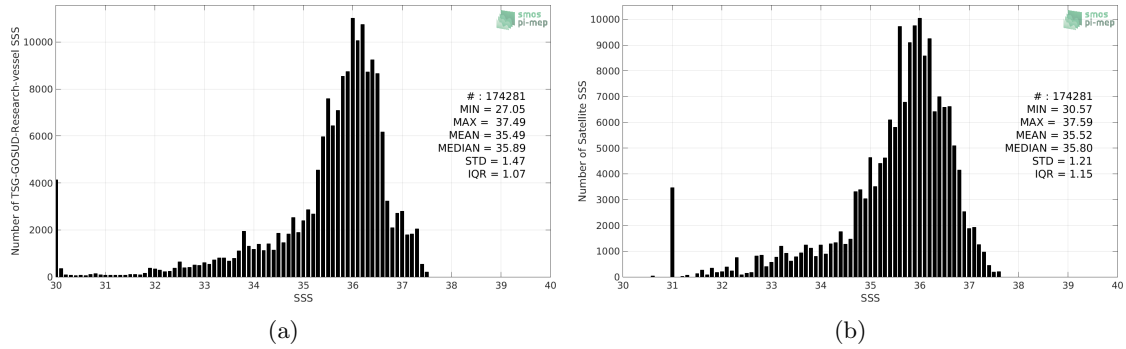 smos
pi-mep
10000
8000
6000
4000
2000
0
Number of TSG-GOSUD-Research-vessel SSS
# : 174281
MIN = 27.05
MAX = 37.49
MEAN = 35.49
MEDIAN = 35.89
STD = 1.47
IQR = 1.07
30 31 32 33 34 35 36 37 38 39 40
SSS
(a)
smos
pi-mep
10000
9000
8000
7000
6000
5000
4000
3000
2000
1000
0
Number of Satellite SSS
# : 174281
MIN = 30.57
MAX = 37.59
MEAN = 35.52
MEDIAN = 35.80
STD = 1.21
IQR = 1.15
30 31 32 33 34 35 36 37 38 39 40
SSS
(b)